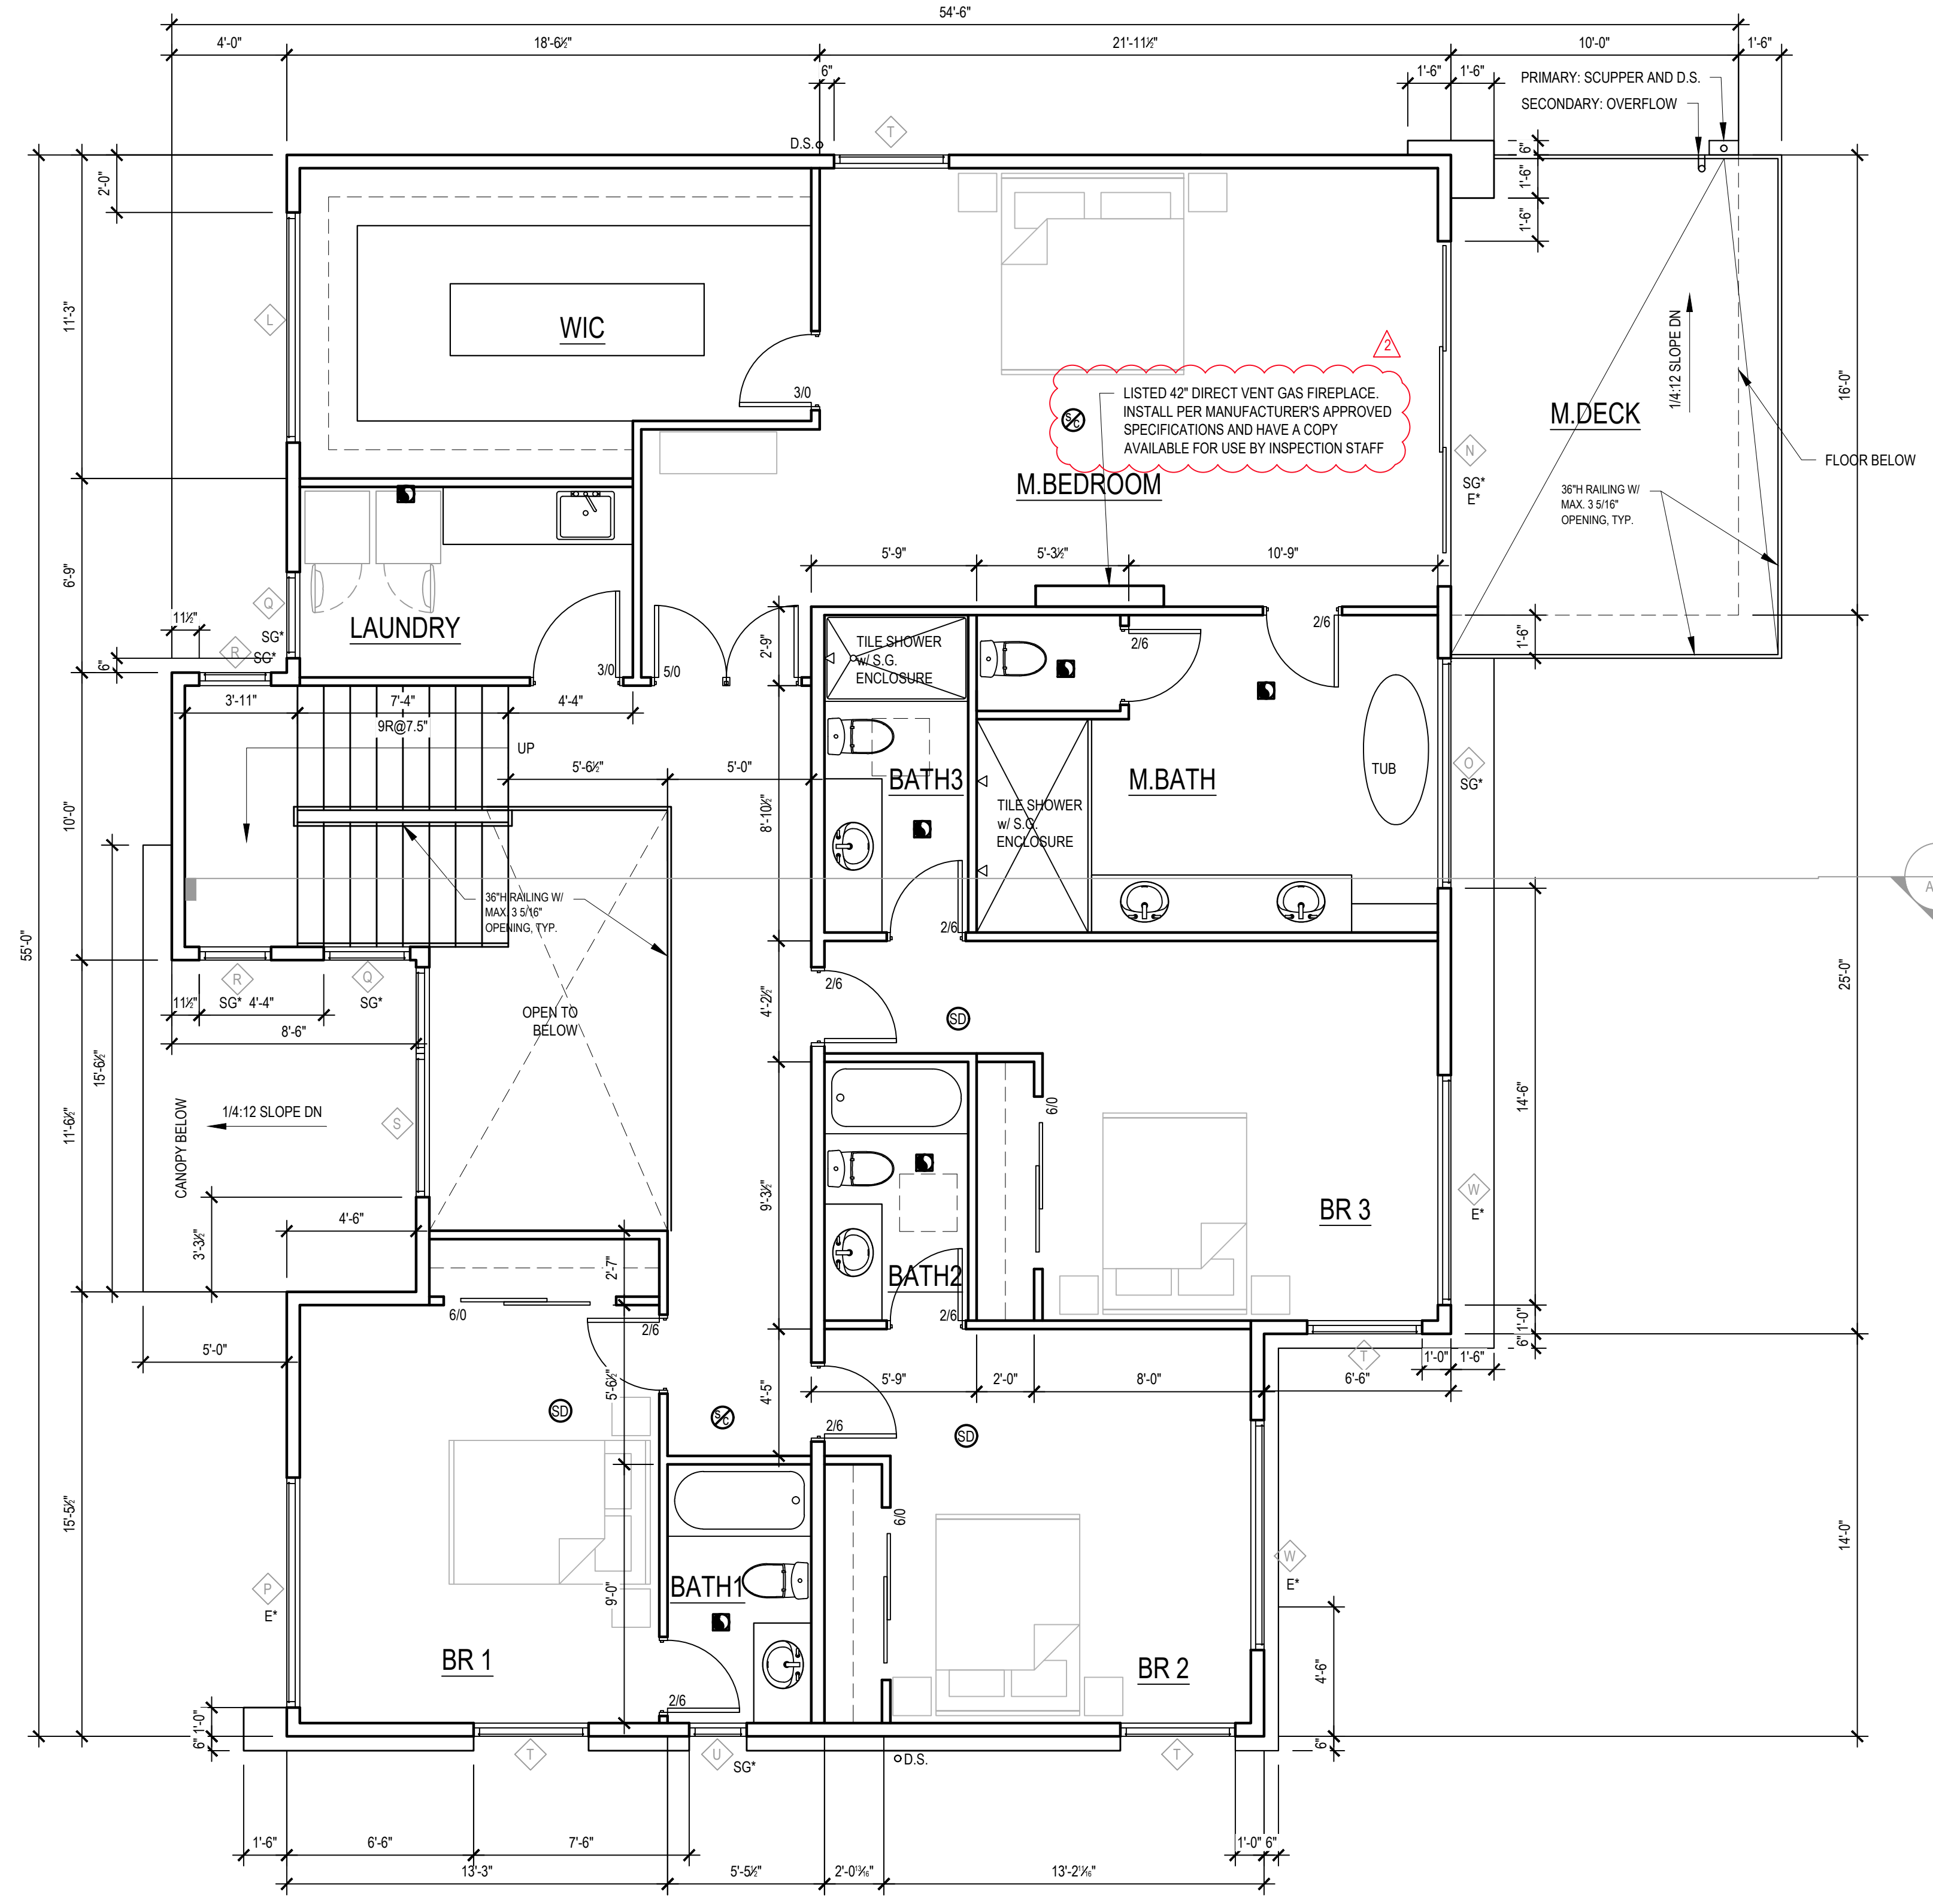 54'-6"
4'-0"
18'-6½"
21'-11½"
10'-0"
1'-6"
6"
1'-6"
1'-6"
PRIMARY: SCUPPER AND D.S.
SECONDARY: OVERFLOW
D.S.
T
6"
1'-6"
1'-6"
2'-0"
11'-3"
L
WIC
3/0
2
LISTED 42" DIRECT VENT GAS FIREPLACE.
INSTALL PER MANUFACTURER'S APPROVED
SPECIFICATIONS AND HAVE A COPY
AVAILABLE FOR USE BY INSPECTION STAFF
S/C
M.BEDROOM
M.DECK
1/4:12 SLOPE DN
16'-0"
FLOOR BELOW
N
SG*
E*
36"H RAILING W/
MAX. 3 5/16"
OPENING, TYP.
5'-9"
5'-3½"
10'-9"
6'-9"
Q
SG*
11½"
R
SG*
6"
LAUNDRY
3/0
5/0
2'-9"
TILE SHOWER
w/ S.G.
ENCLOSURE
2/6
2/6
1'-6"
3'-11"
7'-4"
4'-4"
9R@7.5"
UP
5'-6½"
5'-0"
BATH3
M.BATH
TUB
O
SG*
10'-0"
8'-10½"
TILE SHOWER
w/ S.G.
ENCLOSURE
36"H RAILING W/
MAX. 3 5/16"
OPENING, TYP.
2/6
A
55'-0"
25'-0"
R
SG*
Q
SG*
11½"
4'-4"
8'-6"
2/6
4'-2½"
SD
OPEN TO
BELOW
15'-6½"
11'-6½"
CANOPY BELOW
1/4:12 SLOPE DN
S
6/0
14'-6"
9'-3½"
W
E*
BR 3
3'-3½"
4'-6"
2'-7"
BATH2
6/0
2/6
2/6
5'-0"
6" 1'-0"
T
1'-0"
1'-6"
6'-6"
5'-9"
2'-0"
8'-0"
5'-6½"
4'-5"
SD
S/C
2/6
SD
15'-5½"
6/0
14'-0"
W
E*
P
E*
9'-0"
BATH1
BR 1
BR 2
4'-6"
2/6
6" 1'-0"
6"
T
U
SG*
D.S.
T
1'-6"
6'-6"
7'-6"
1'-0" 6"
13'-3"
5'-5½"
2'-0¹³⁄₁₆"
13'-2¹⁄₁₆"